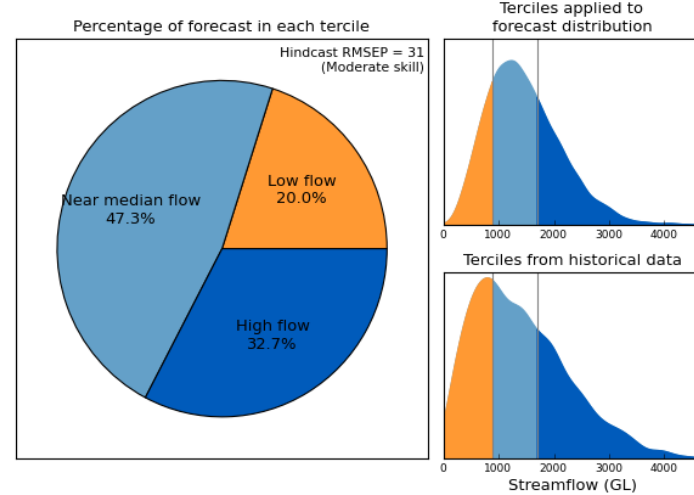 Percentage of forecast in each tercile
Hindcast RMSEP = 31
(Moderate skill)
Low flow
20.0%
Near median flow
47.3%
High flow
32.7%
Terciles applied to
forecast distribution
0 1000 2000 3000 4000
Terciles from historical data
0 1000 2000 3000 4000
Streamflow (GL)